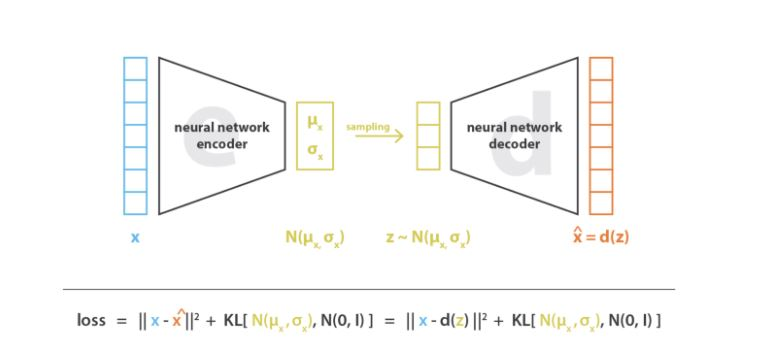 e
d
neural network
encoder
μₓ
σₓ
sampling
neural network
decoder
x
N(μₓ, σₓ)
z ~ N(μₓ, σₓ)
x̂ = d(z)
loss = || x - x̂ ||² + KL[ N(μₓ, σₓ), N(0, I) ] = || x - d(z) ||² + KL[ N(μₓ, σₓ), N(0, I) ]